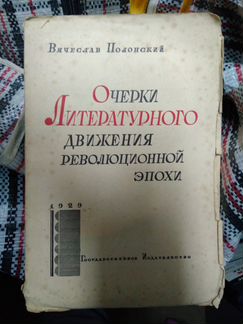 Вячеслав Полонский
Очерки
Литературного
движения
революционной
эпохи
1929
Государственное Издательство